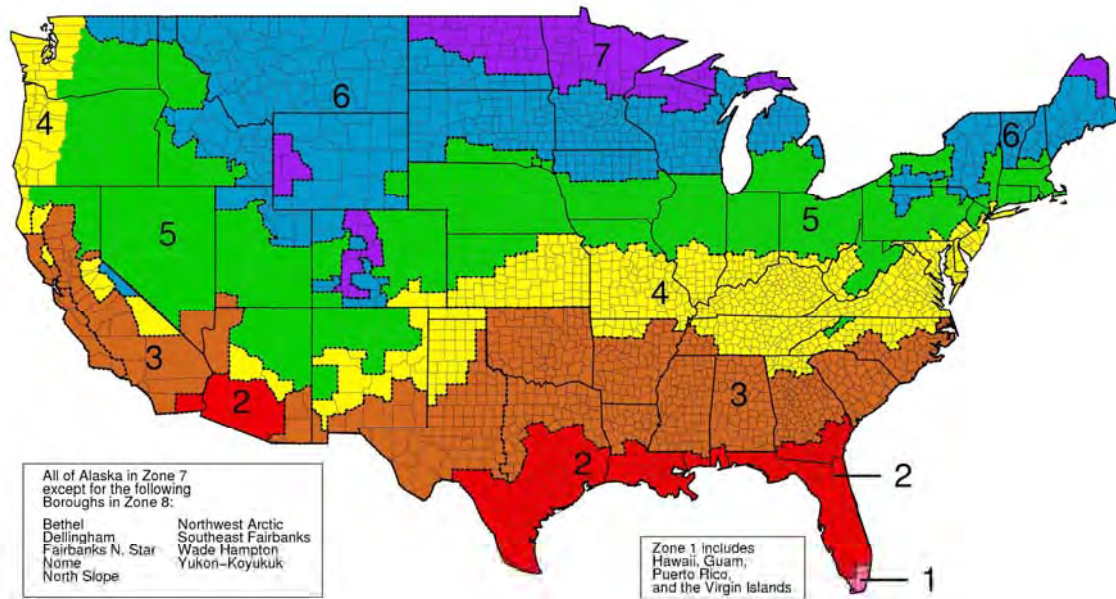 7
6
4
6
5
5
4
3
3
2
2
2
1
All of Alaska in Zone 7
except for the following
Boroughs in Zone 8:
Bethel Northwest Arctic
Dellingham Southeast Fairbanks
Fairbanks N. Star Wade Hampton
Nome Yukon-Koyukuk
North Slope
Zone 1 includes
Hawaii, Guam,
Puerto Rico,
and the Virgin Islands